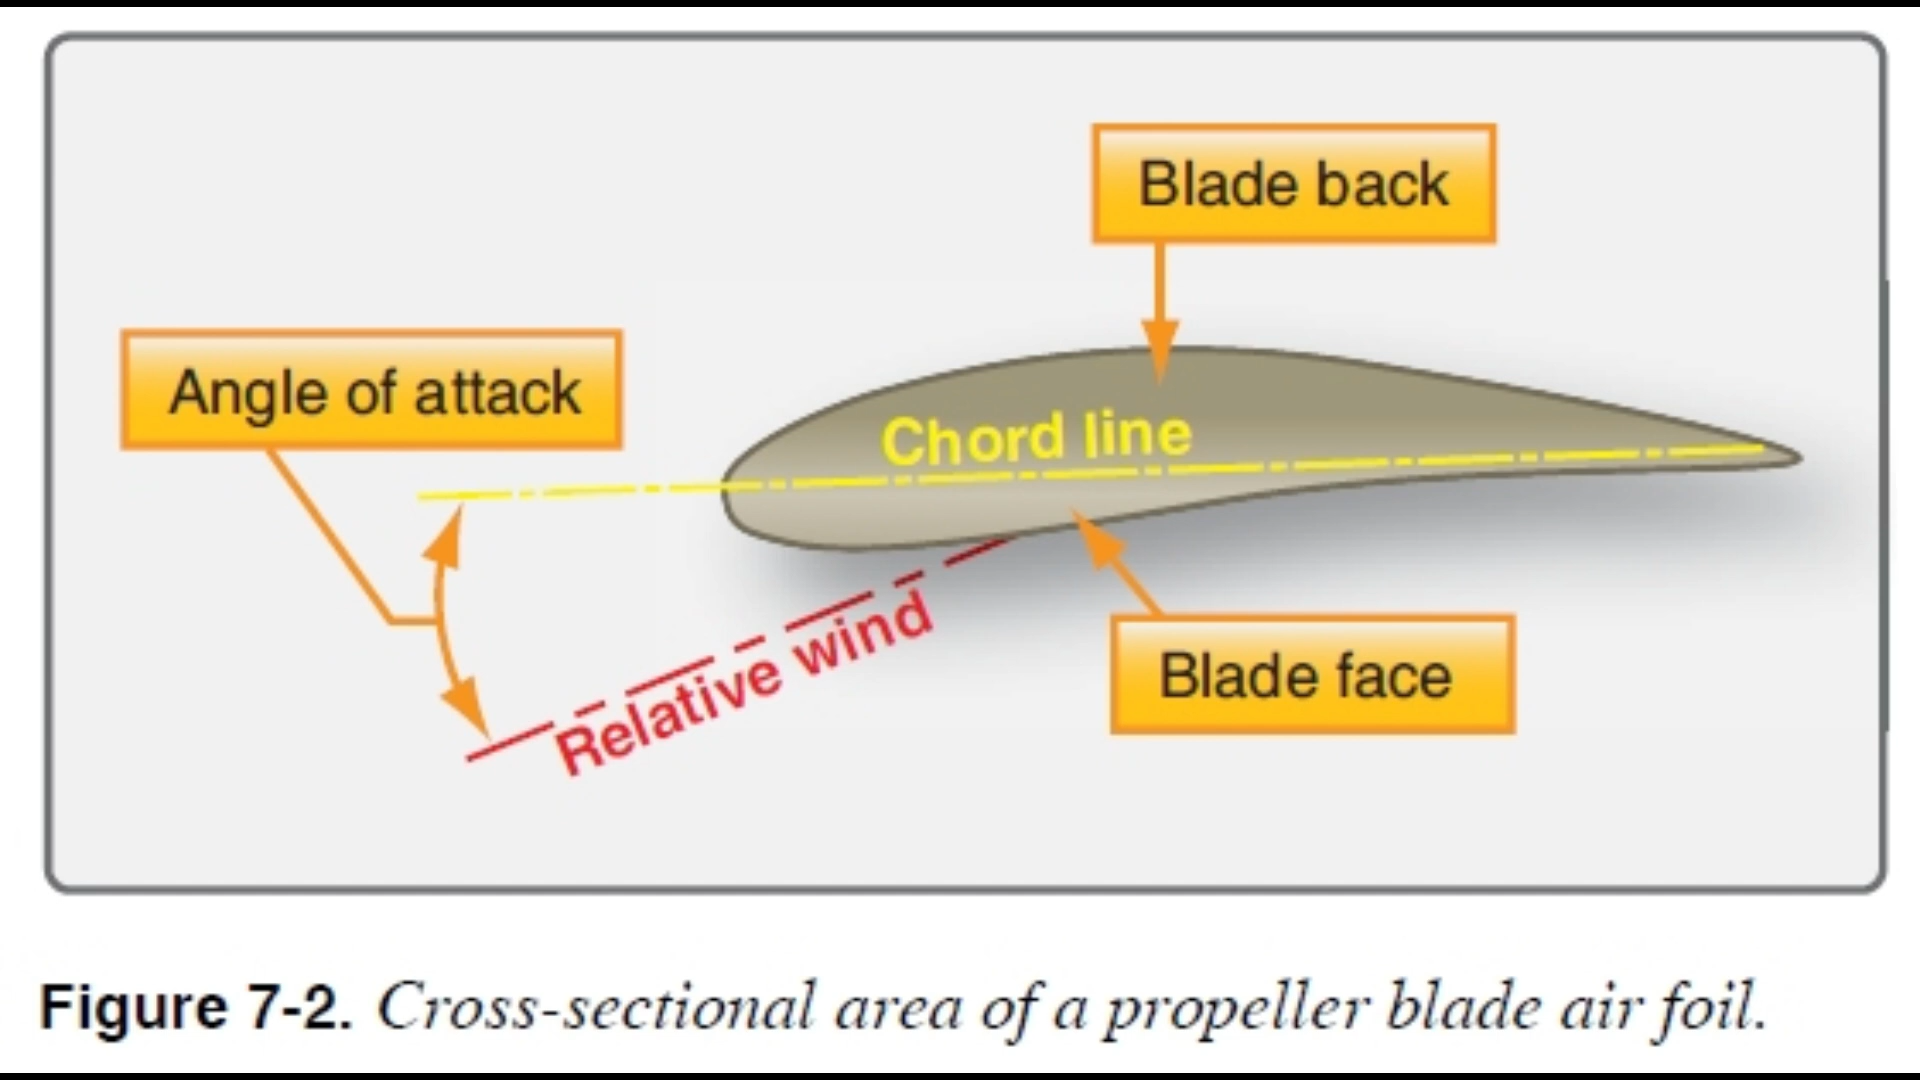 Blade back
Angle of attack
Chord line
Relative wind
Blade face
Figure 7-2. Cross-sectional area of a propeller blade air foil.